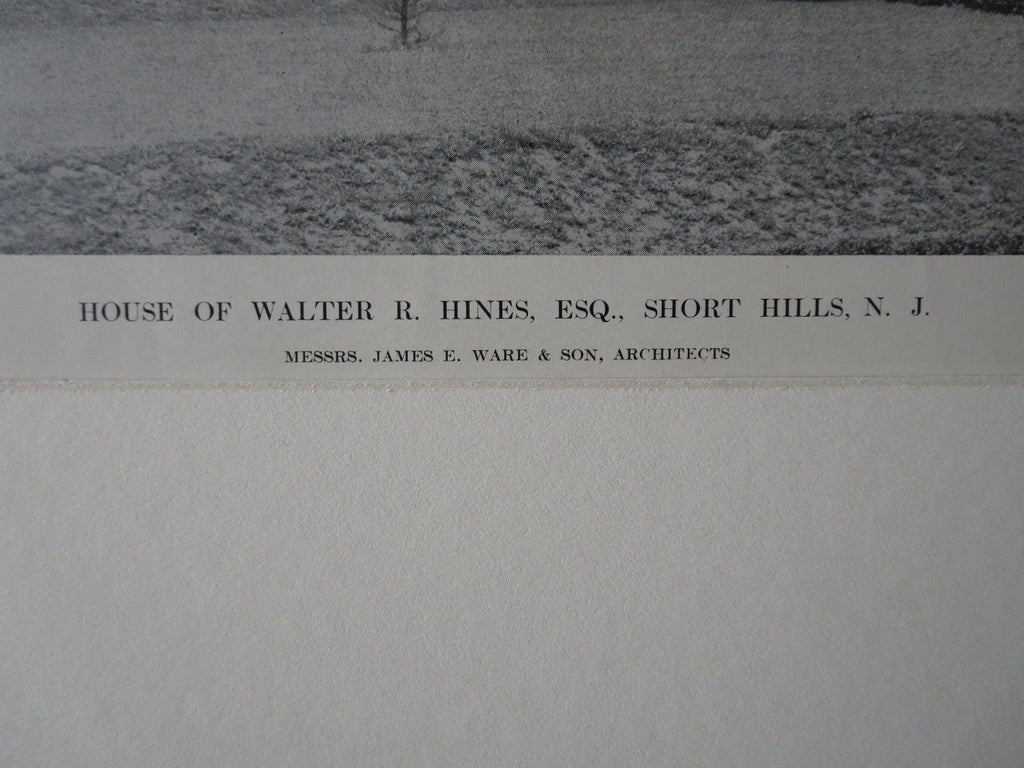 HOUSE OF WALTER R. HINES, ESQ., SHORT HILLS, N. J.
MESSRS. JAMES E. WARE & SON, ARCHITECTS